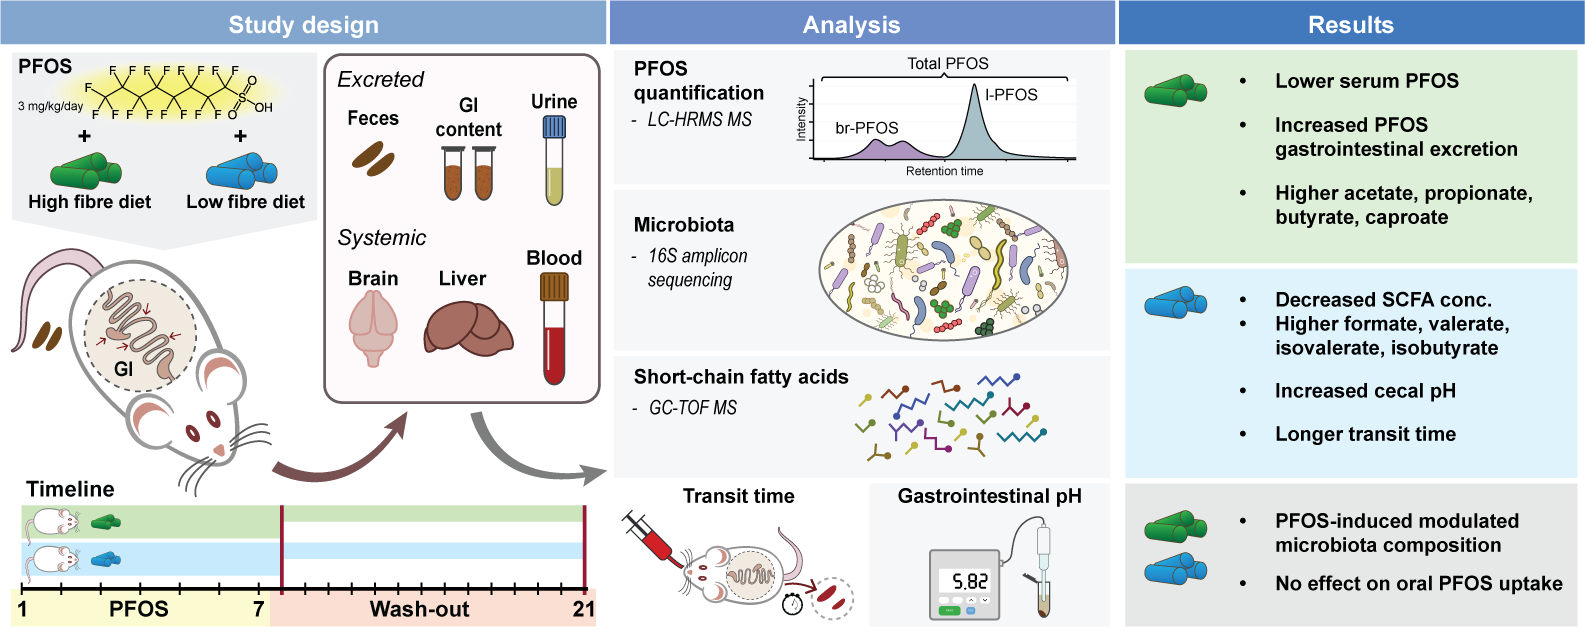 Study design
PFOS
3 mg/kg/day
F F F F F F F F
F
F F F F F F F F
O
S
OH
O
+
+
High fibre diet
Low fibre diet
GI
Excreted
Feces
GI
content
Urine
Systemic
Brain
Liver
Blood
Timeline
1
PFOS
7
Wash-out
21
Analysis
PFOS
quantification
- LC-HRMS MS
Total PFOS
Intensity
br-PFOS
l-PFOS
Retention time
Microbiota
- 16S amplicon
sequencing
Short-chain fatty acids
- GC-TOF MS
Transit time
Gastrointestinal pH
5.82
Results
• Lower serum PFOS
• Increased PFOS
gastrointestinal excretion
• Higher acetate, propionate,
butyrate, caproate
• Decreased SCFA conc.
• Higher formate, valerate,
isovalerate, isobutyrate
• Increased cecal pH
• Longer transit time
• PFOS-induced modulated
microbiota composition
• No effect on oral PFOS uptake